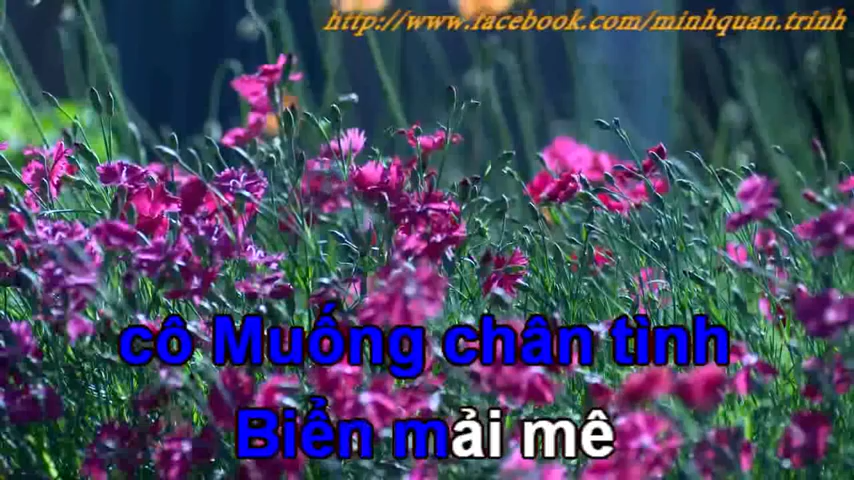 http://www.facebook.com/minhquan.trinh
cô Muống chân tình
Biển mải mê